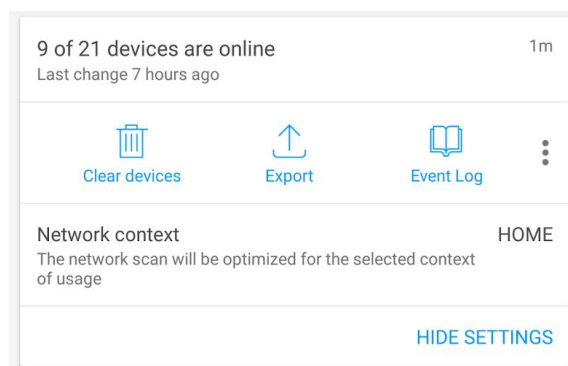 9 of 21 devices are online
1m
Last change 7 hours ago
Clear devices
Export
Event Log
Network context
HOME
The network scan will be optimized for the selected context
of usage
HIDE SETTINGS